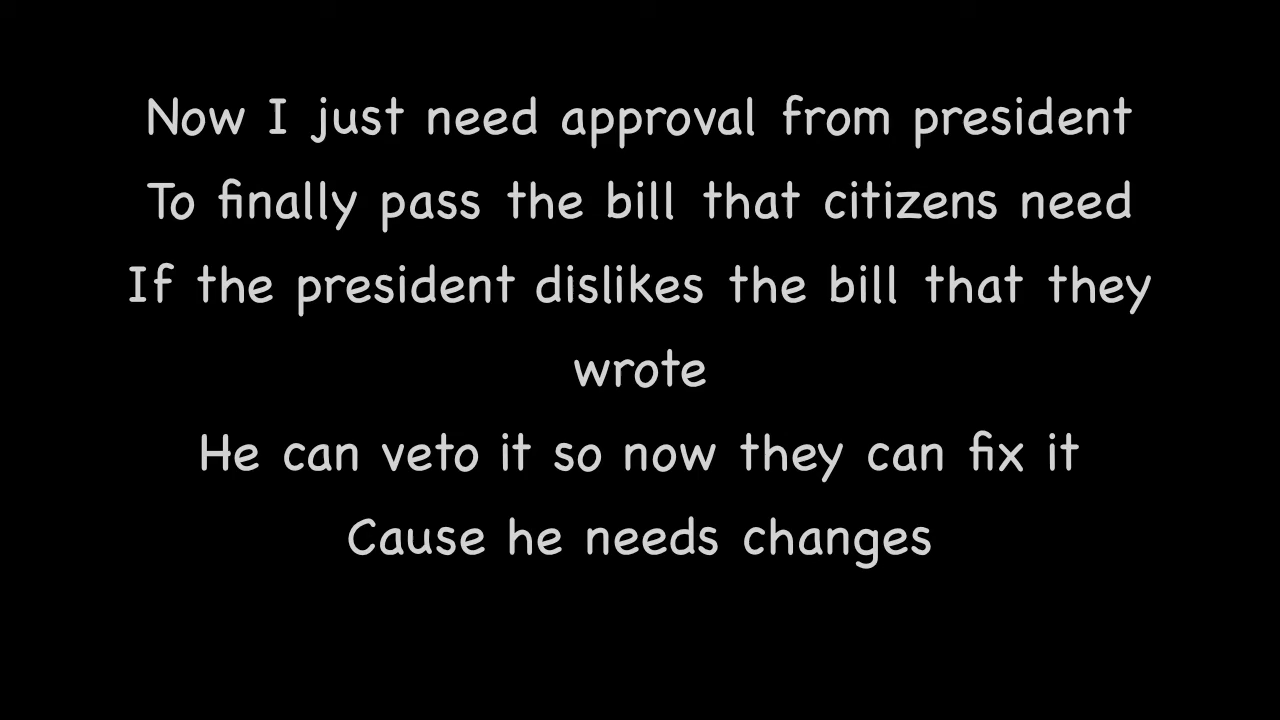 Now I just need approval from president
To finally pass the bill that citizens need
If the president dislikes the bill that they
wrote
He can veto it so now they can fix it
Cause he needs changes